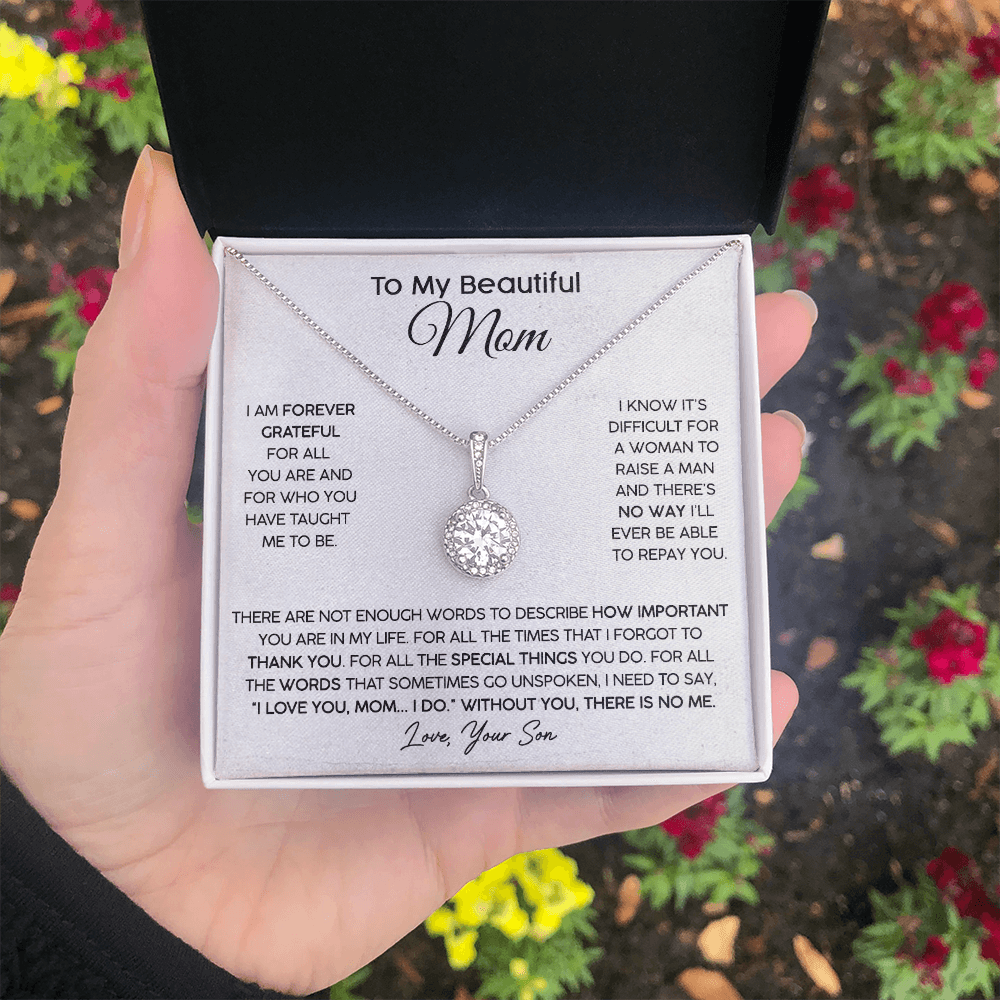 To My Beautiful
Mom
I AM FOREVER
GRATEFUL
FOR ALL
YOU ARE AND
FOR WHO YOU
HAVE TAUGHT
ME TO BE.
I KNOW IT'S
DIFFICULT FOR
A WOMAN TO
RAISE A MAN
AND THERE'S
NO WAY I'LL
EVER BE ABLE
TO REPAY YOU.
THERE ARE NOT ENOUGH WORDS TO DESCRIBE HOW IMPORTANT
YOU ARE IN MY LIFE. FOR ALL THE TIMES THAT I FORGOT TO
THANK YOU. FOR ALL THE SPECIAL THINGS YOU DO. FOR ALL
THE WORDS THAT SOMETIMES GO UNSPOKEN, I NEED TO SAY,
"I LOVE YOU, MOM... I DO." WITHOUT YOU, THERE IS NO ME.
Love, Your Son